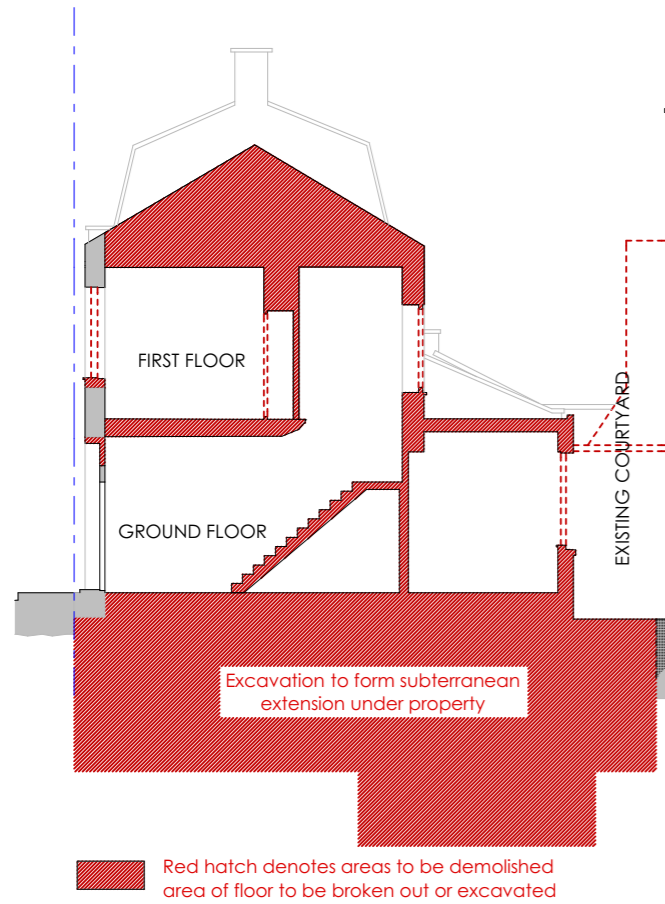 FIRST FLOOR
GROUND FLOOR
EXISTING COURTYARD
Excavation to form subterranean
extension under property
Red hatch denotes areas to be demolished
area of floor to be broken out or excavated